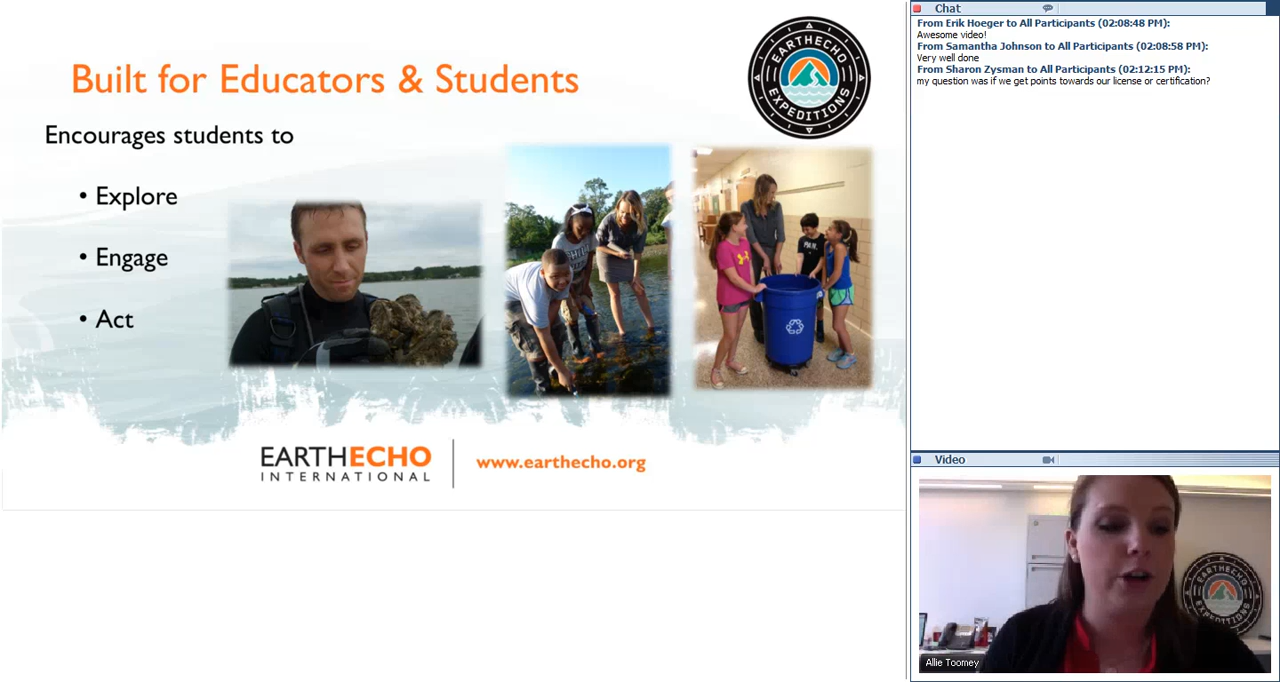 Built for Educators & Students
EARTHECHO
EXPEDITIONS
Encourages students to
• Explore
• Engage
• Act
EARTHECHO
INTERNATIONAL
www.earthecho.org
Chat
From Erik Hoeger to All Participants (02:08:48 PM):
Awesome video!
From Samantha Johnson to All Participants (02:08:58 PM):
Very well done
From Sharon Zysman to All Participants (02:12:15 PM):
my question was if we get points towards our license or certification?
Video
EARTHECHO
EXPEDITIONS
Allie Toomey